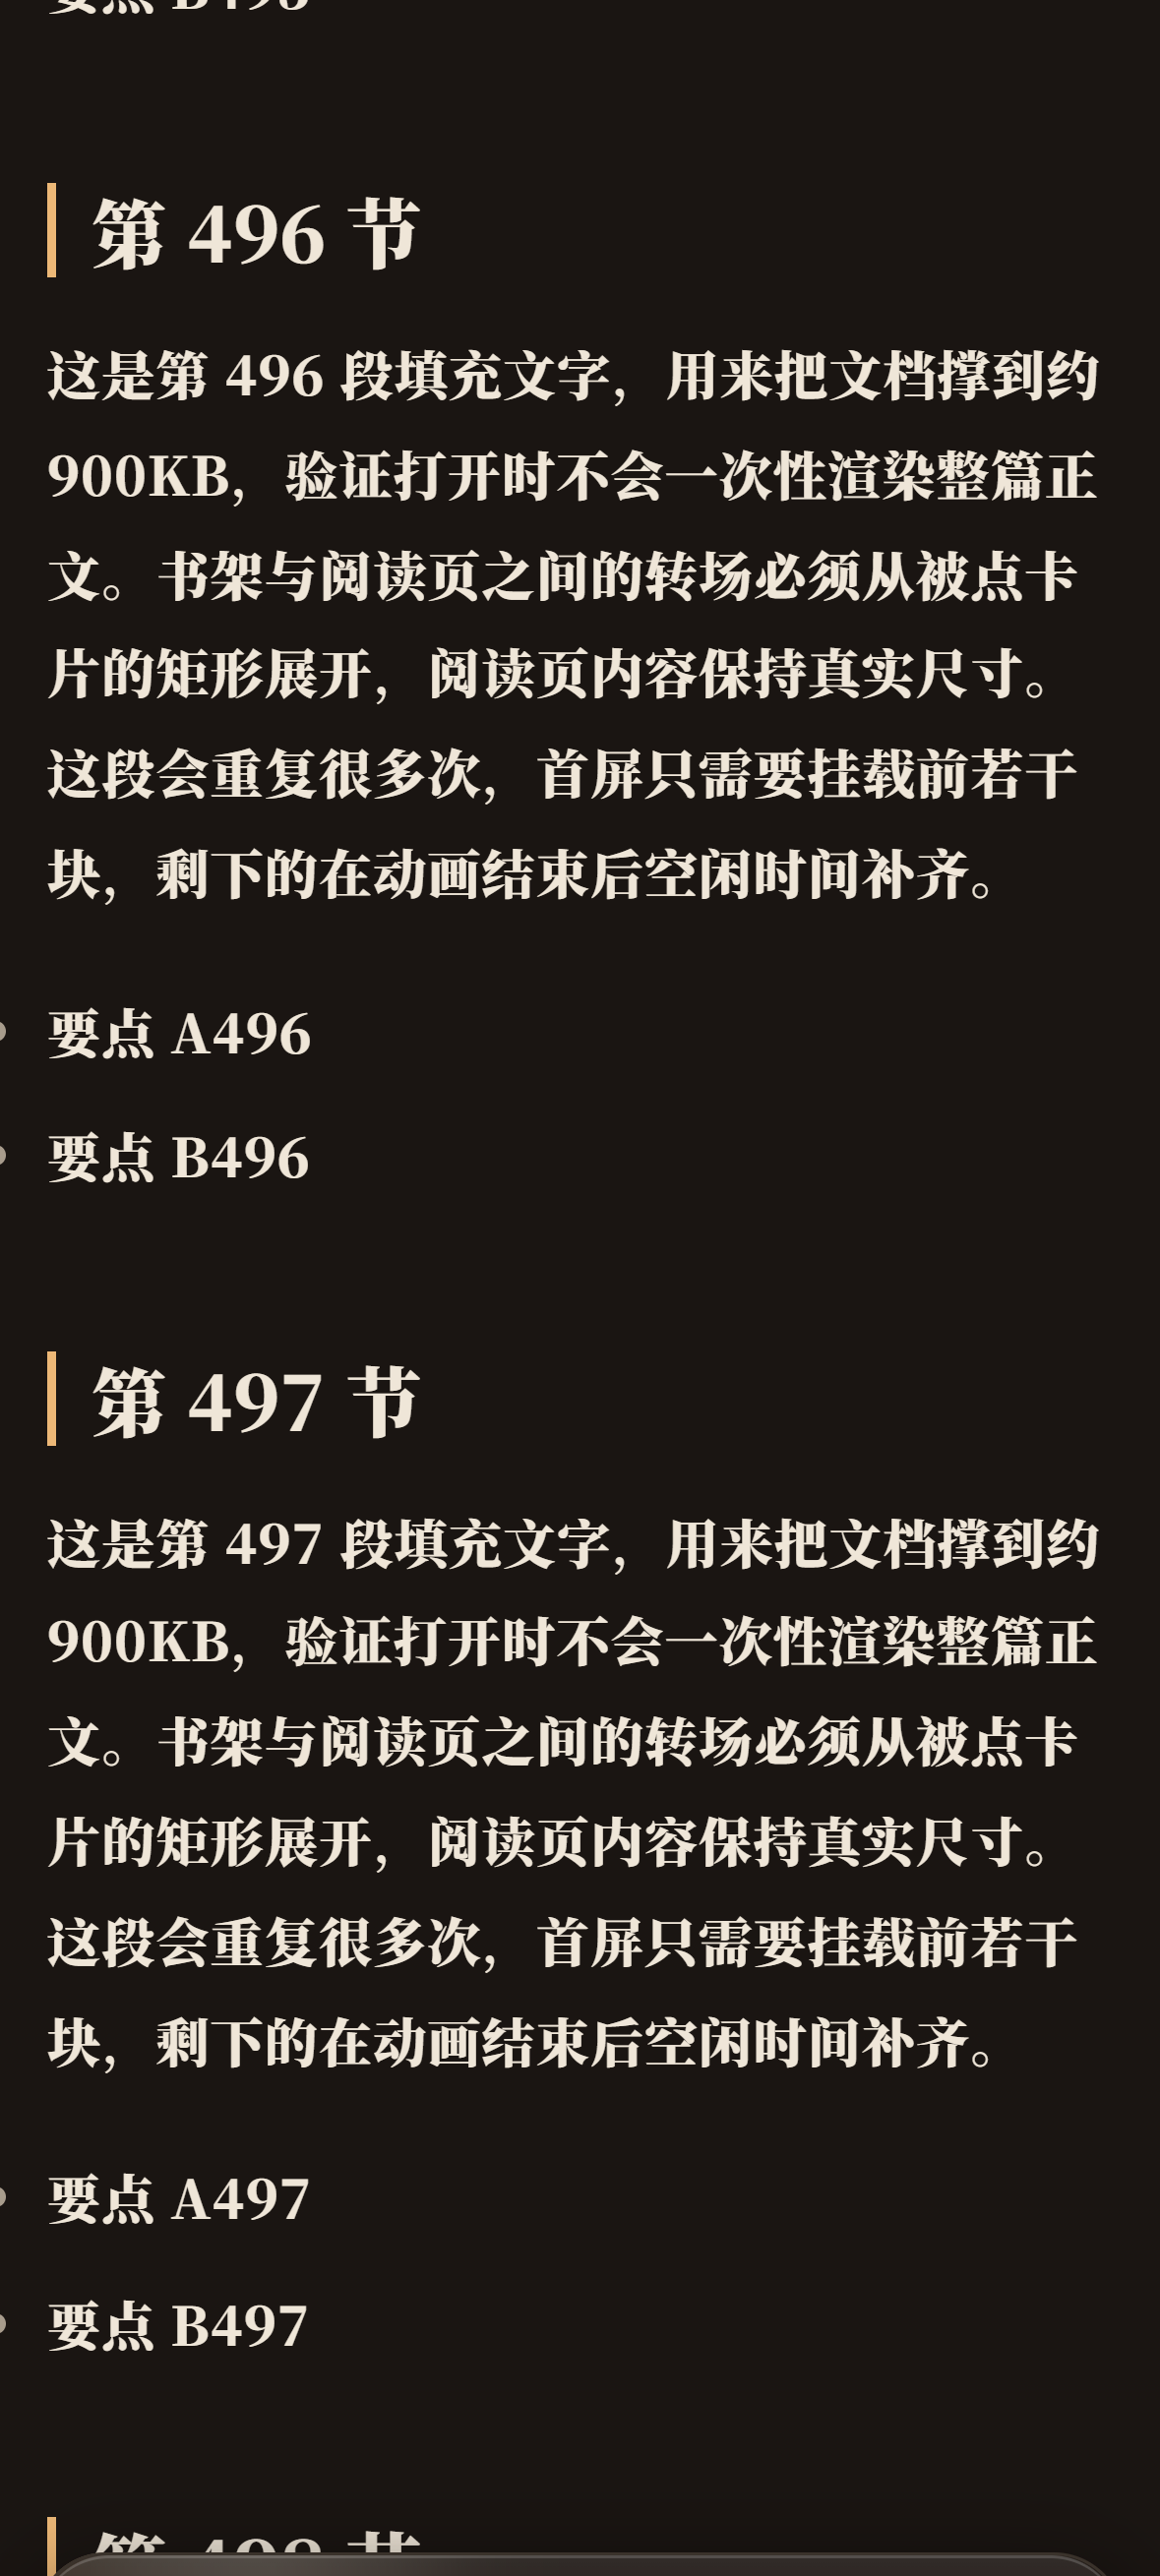 第 496 节
这是第 496 段填充文字，用来把文档撑到约
900KB，验证打开时不会一次性渲染整篇正
文。书架与阅读页之间的转场必须从被点卡
片的矩形展开，阅读页内容保持真实尺寸。
这段会重复很多次，首屏只需要挂载前若干
块，剩下的在动画结束后空闲时间补齐。
要点 A496
要点 B496
第 497 节
这是第 497 段填充文字，用来把文档撑到约
900KB，验证打开时不会一次性渲染整篇正
文。书架与阅读页之间的转场必须从被点卡
片的矩形展开，阅读页内容保持真实尺寸。
这段会重复很多次，首屏只需要挂载前若干
块，剩下的在动画结束后空闲时间补齐。
要点 A497
要点 B497